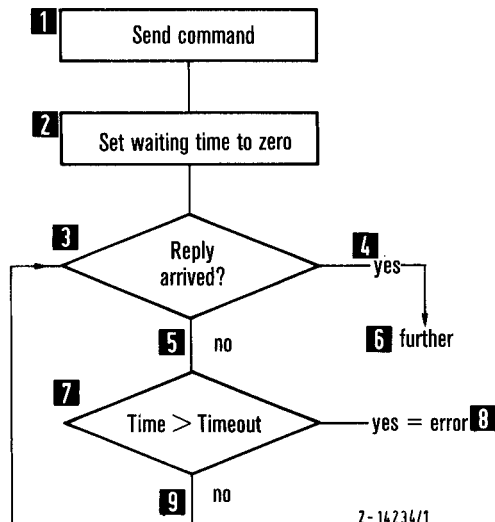 1
Send command
2
Set waiting time to zero
3
Reply
arrived?
4
yes
5
no
6 further
7
Time > Timeout
yes = error 8
9
no
Z-14234/1